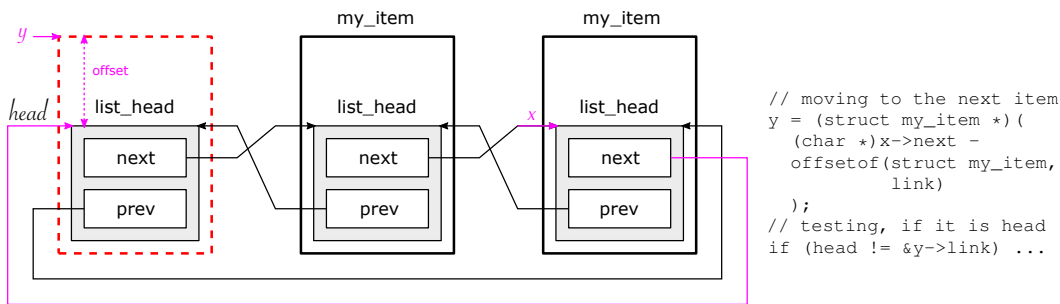 my_item
my_item
y
offset
head
list_head
list_head
x
list_head
next
next
next
prev
prev
prev
// moving to the next item
y = (struct my_item *)(
(char *)x->next -
offsetof(struct my_item,
link)
);
// testing, if it is head
if (head != &y->link) ...